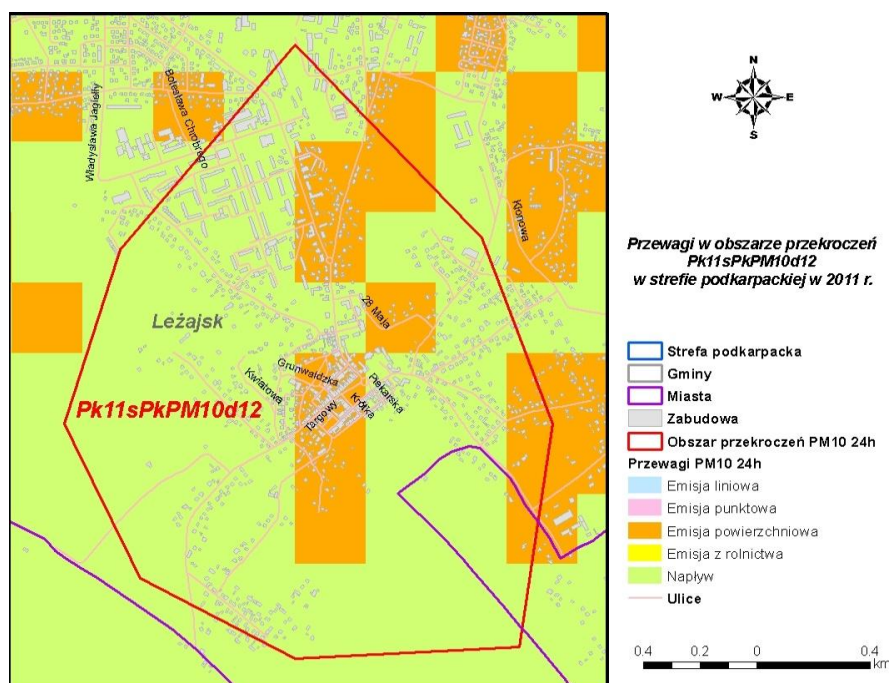 Władysława Jagiełły
Bolesława Chrobrego
Klonowa
28 Maja
Leżajsk
Grunwaldzka
Kwiatowa
Piekarska
Krótka
Targowy
Pk11sPkPM10d12
N
W E
S
Przewagi w obszarze przekroczeń
Pk11sPkPM10d12
w strefie podkarpackiej w 2011 r.
Strefa podkarpacka
Gminy
Miasta
Zabudowa
Obszar przekroczeń PM10 24h
Przewagi PM10 24h
Emisja liniowa
Emisja punktowa
Emisja powierzchniowa
Emisja z rolnictwa
Napływ
Ulice
0.4 0.2 0 0.4
km